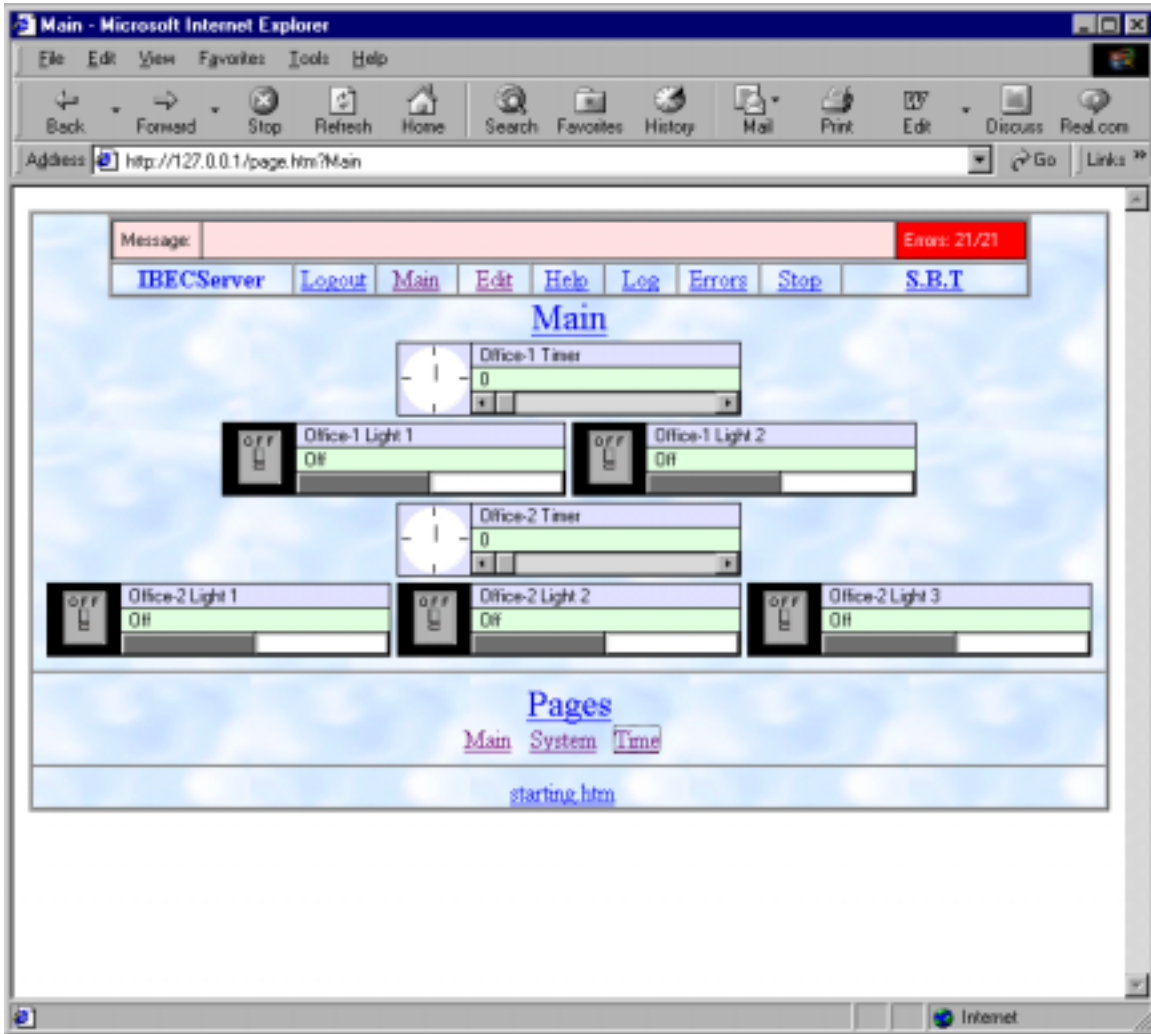 Main - Microsoft Internet Explorer
File Edit View Favorites Tools Help
Back Forward Stop Refresh Home Search Favorites History Mail Print Edit Discuss Real.com
Address http://127.0.0.1/page.htm?Main Go Links »
Message: Errors: 21/21
IBECServer Logout Main Edit Help Log Errors Stop S.B.T
Main
Office-1 Timer
0
OFF Office-1 Light 1 OFF Office-1 Light 2
Off Off
Office-2 Timer
0
OFF Office-2 Light 1 OFF Office-2 Light 2 OFF Office-2 Light 3
Off Off Off
Pages
Main System Time
starting.htm
Internet